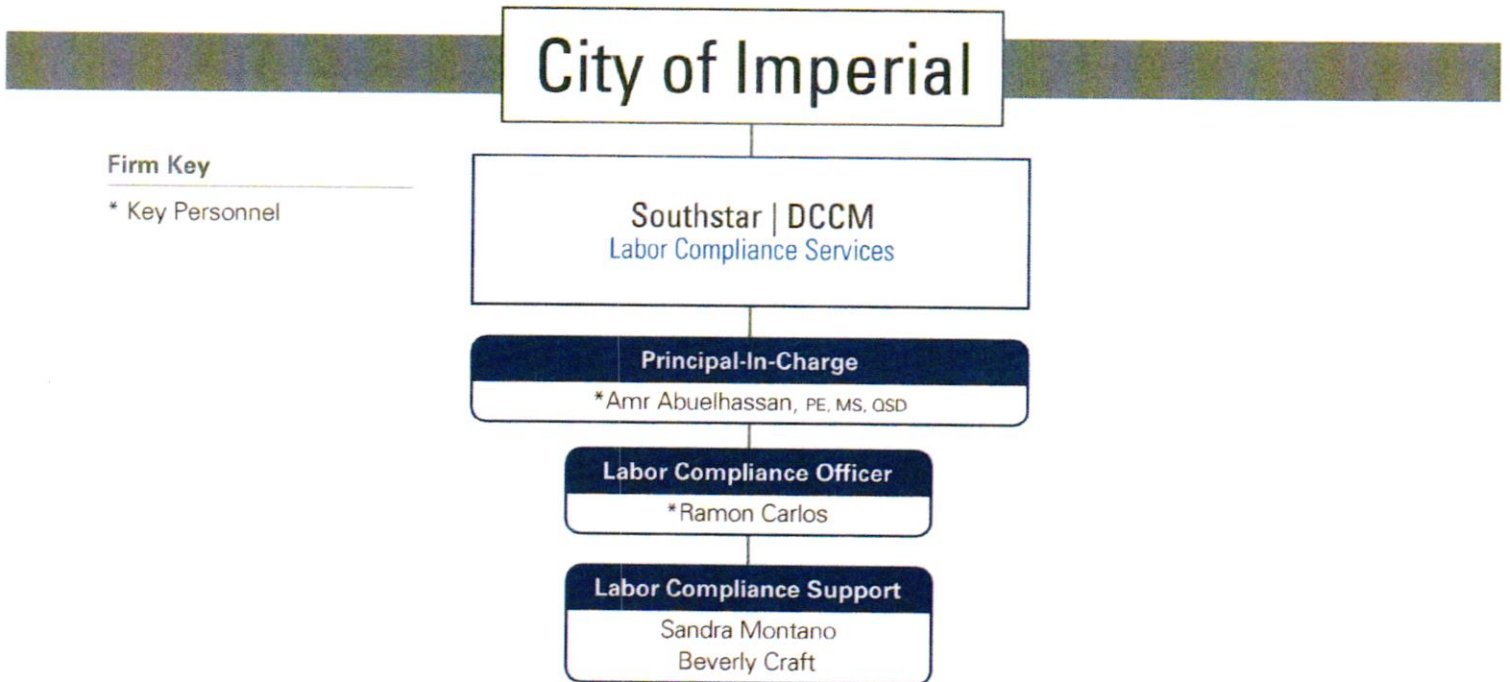 City of Imperial
Firm Key
* Key Personnel
Southstar | DCCM
Labor Compliance Services
Principal-In-Charge
*Amr Abuelhassan, PE, MS, QSD
Labor Compliance Officer
*Ramon Carlos
Labor Compliance Support
Sandra Montano
Beverly Craft